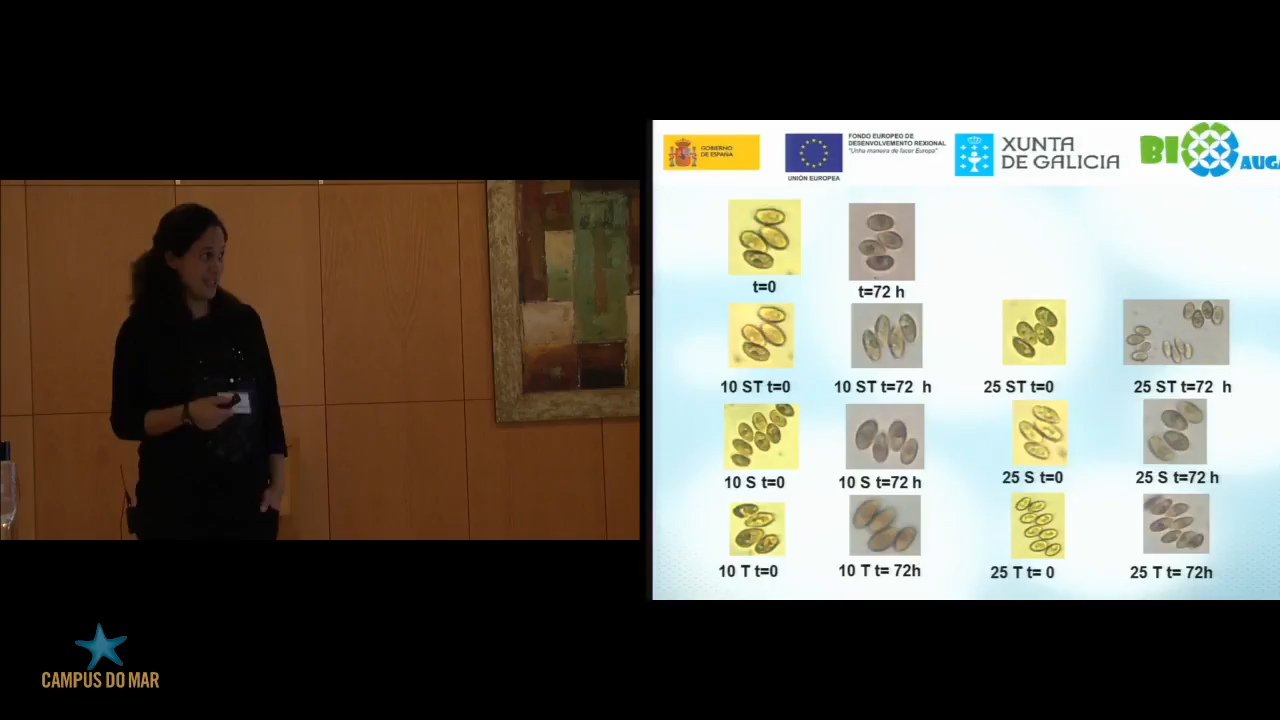 GOBIERNO
DE ESPAÑA
UNIÓN EUROPEA
FONDO EUROPEO DE
DESENVOLVEMENTO REXIONAL
"Unha maneira de facer Europa"
XUNTA
DE GALICIA
BI
AUGA
t=0
t=72 h
10 ST t=0
10 ST t=72 h
25 ST t=0
25 ST t=72 h
10 S t=0
10 S t=72 h
25 S t=0
25 S t=72 h
10 T t=0
10 T t= 72h
25 T t= 0
25 T t= 72h
CAMPUS DO MAR